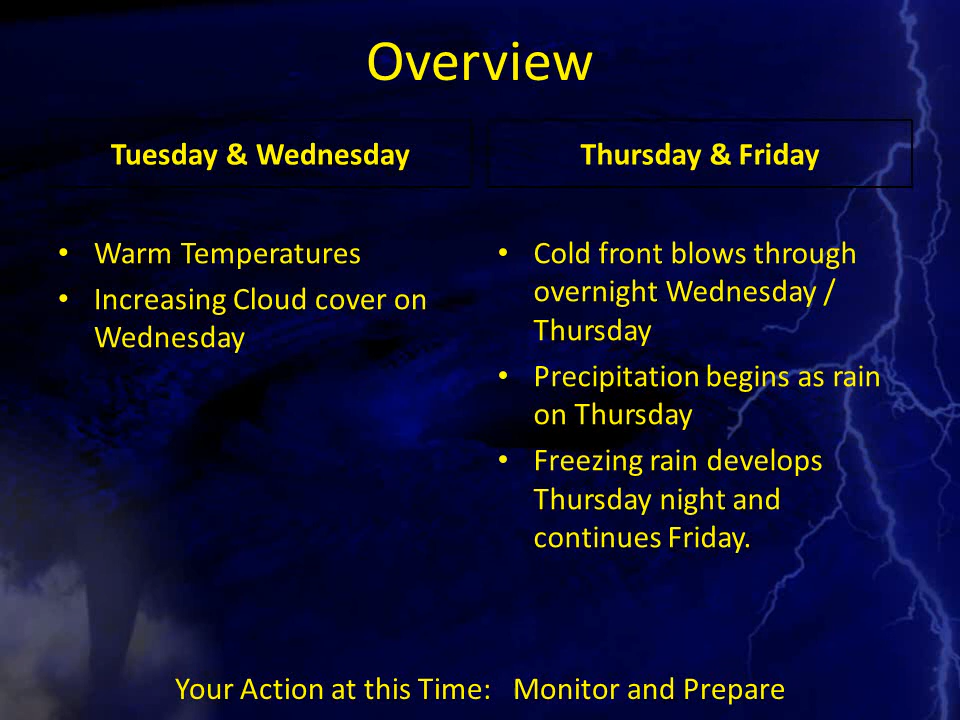 Overview
Tuesday & Wednesday
• Warm Temperatures
• Increasing Cloud cover on
Wednesday
Thursday & Friday
• Cold front blows through
overnight Wednesday /
Thursday
• Precipitation begins as rain
on Thursday
• Freezing rain develops
Thursday night and
continues Friday.
Your Action at this Time: Monitor and Prepare